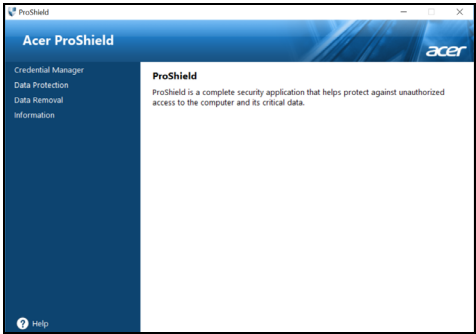 ProShield
Acer ProShield
acer
Credential Manager
Data Protection
Data Removal
Information
ProShield
ProShield is a complete security application that helps protect against unauthorized
access to the computer and its critical data.
? Help